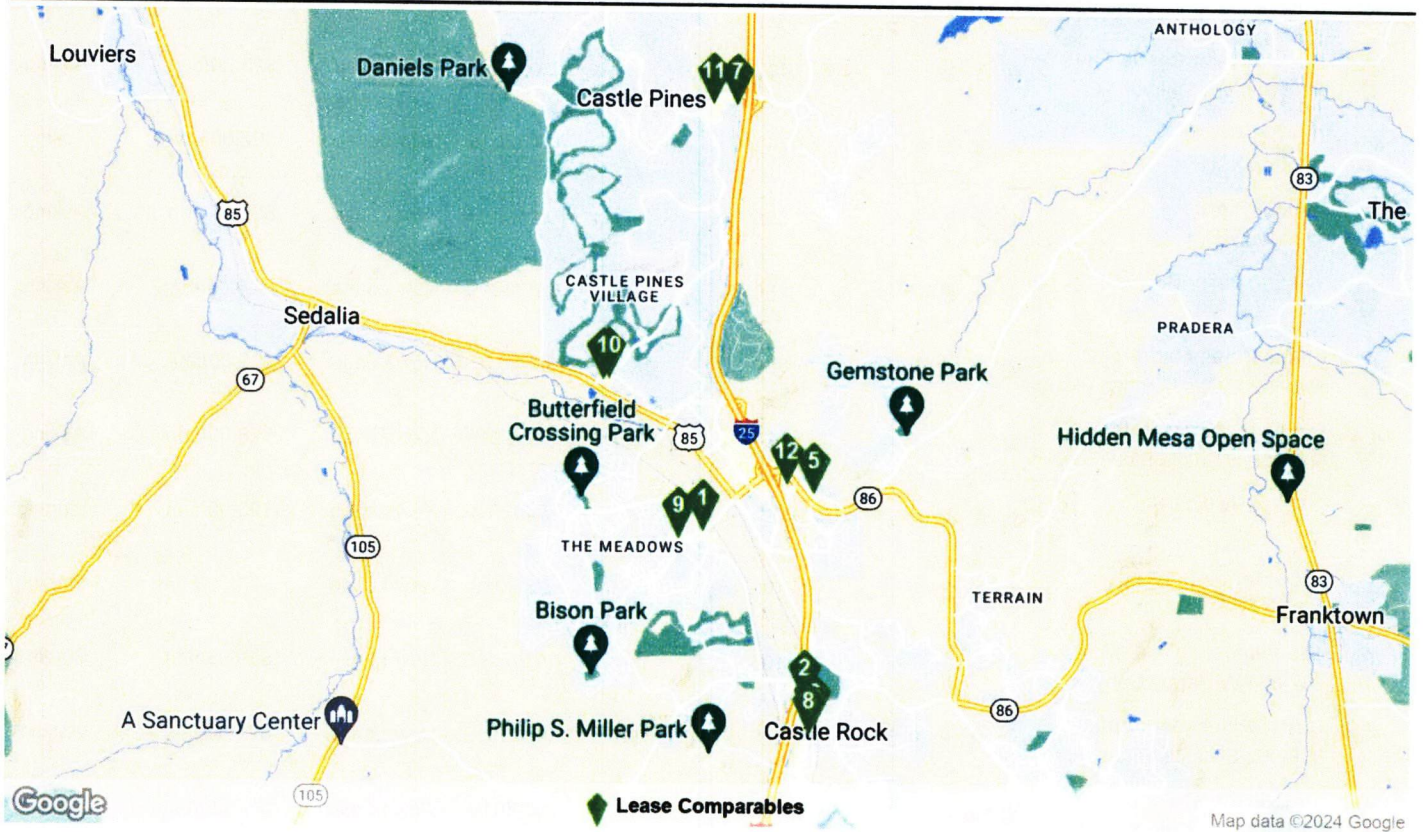 Louviers
Daniels Park
11
7
Castle Pines
ANTHOLOGY
83
The
85
CASTLE PINES
VILLAGE
Sedalia
PRADERA
10
67
Gemstone Park
Butterfield
Crossing Park
85
25
Hidden Mesa Open Space
12
5
86
9
1
THE MEADOWS
105
83
TERRAIN
Franktown
Bison Park
2
8
86
A Sanctuary Center
Philip S. Miller Park
Castle Rock
105
Google
Lease Comparables
Map data ©2024 Google